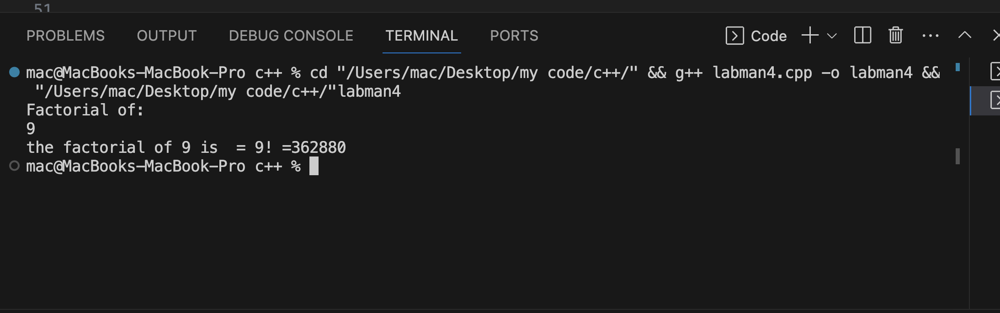 51
PROBLEMS OUTPUT DEBUG CONSOLE TERMINAL PORTS Code
mac@MacBooks-MacBook-Pro c++ % cd "/Users/mac/Desktop/my code/c++/" && g++ labman4.cpp -o labman4 &&
"/Users/mac/Desktop/my code/c++/"labman4
Factorial of:
9
the factorial of 9 is  = 9! =362880
mac@MacBooks-MacBook-Pro c++ %